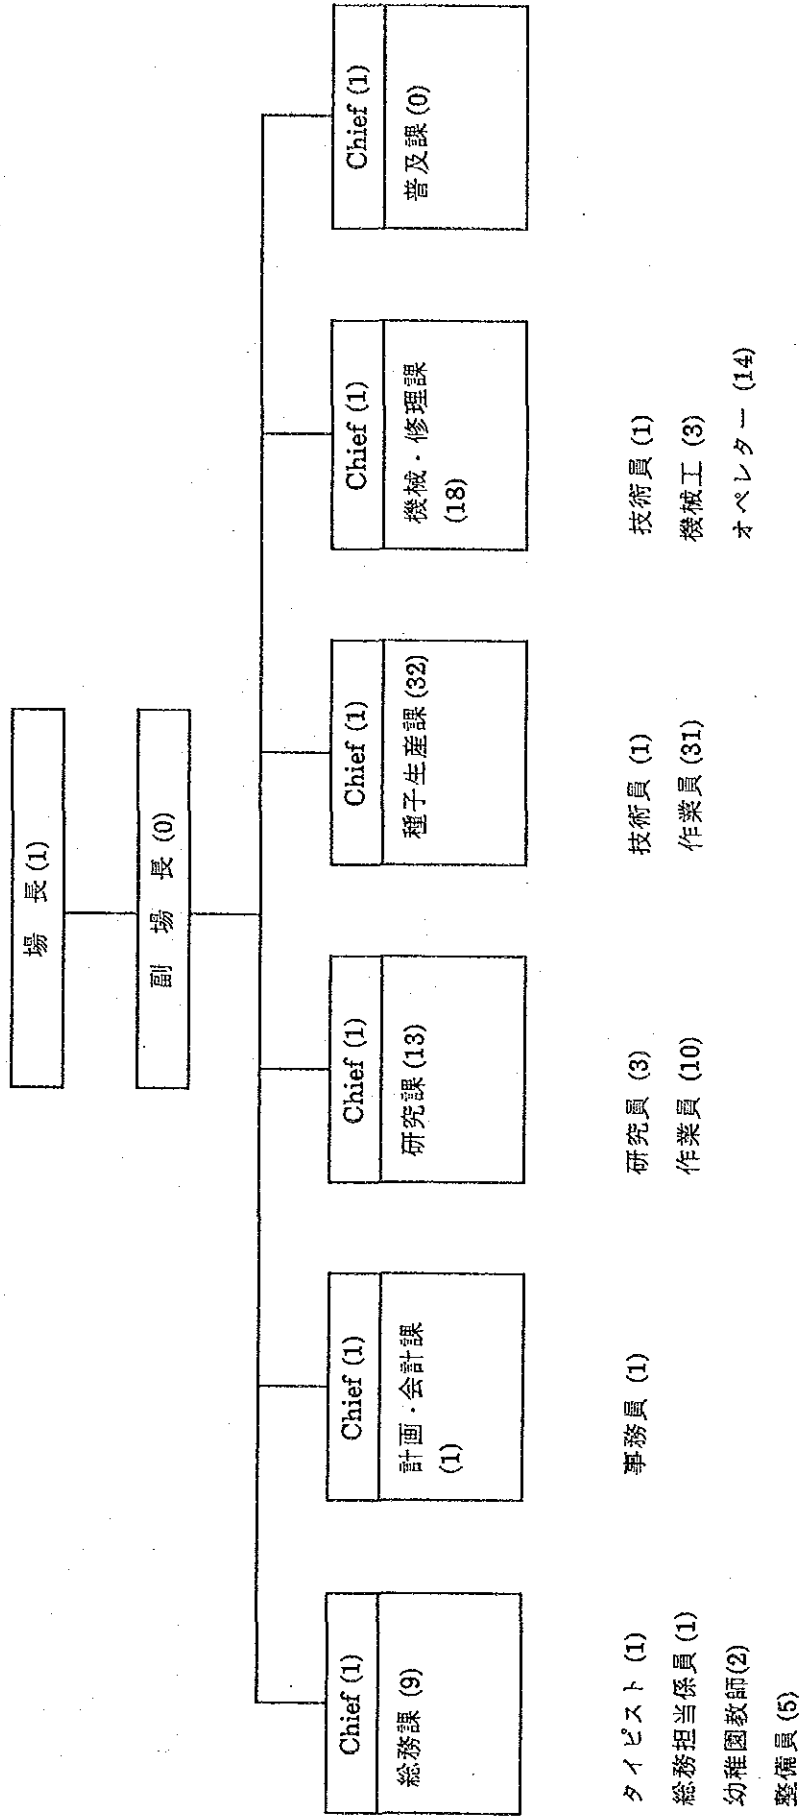 場 長 (1)
副 場 長 (0)
Chief (1)
総務課 (9)
タイピスト (1)
総務担当係員 (1)
幼稚園教師 (2)
整備員 (5)
Chief (1)
計画・会計課
(1)
事務員 (1)
Chief (1)
研究課 (13)
研究員 (3)
作業員 (10)
Chief (1)
種子生産課 (32)
技術員 (1)
作業員 (31)
Chief (1)
機械・修理課
(18)
技術員 (1)
機械工 (3)
オペレター (14)
Chief (1)
普及課 (0)